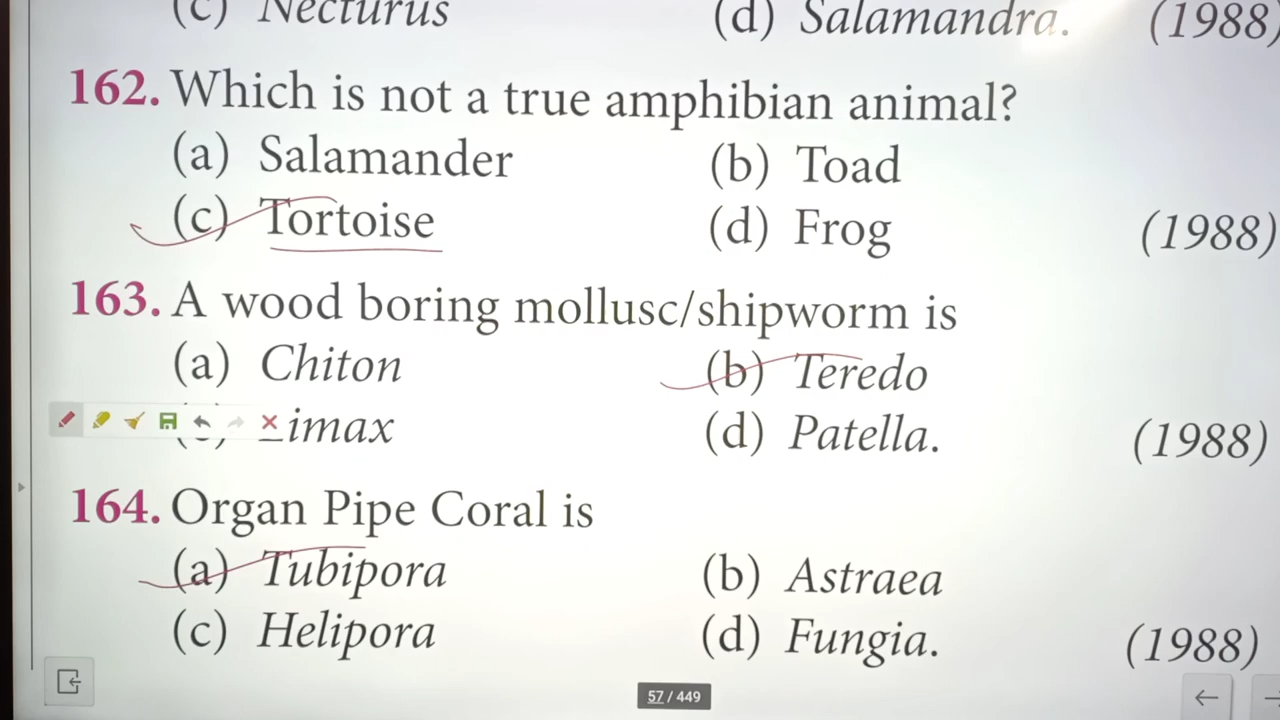 (c) Necturus (d) Salamandra. (1988)
162. Which is not a true amphibian animal?
(a) Salamander (b) Toad
(c) Tortoise (d) Frog (1988)
163. A wood boring mollusc/shipworm is
(a) Chiton (b) Teredo
imax (d) Patella. (1988)
164. Organ Pipe Coral is
(a) Tubipora (b) Astraea
(c) Helipora (d) Fungia. (1988)
57 / 449